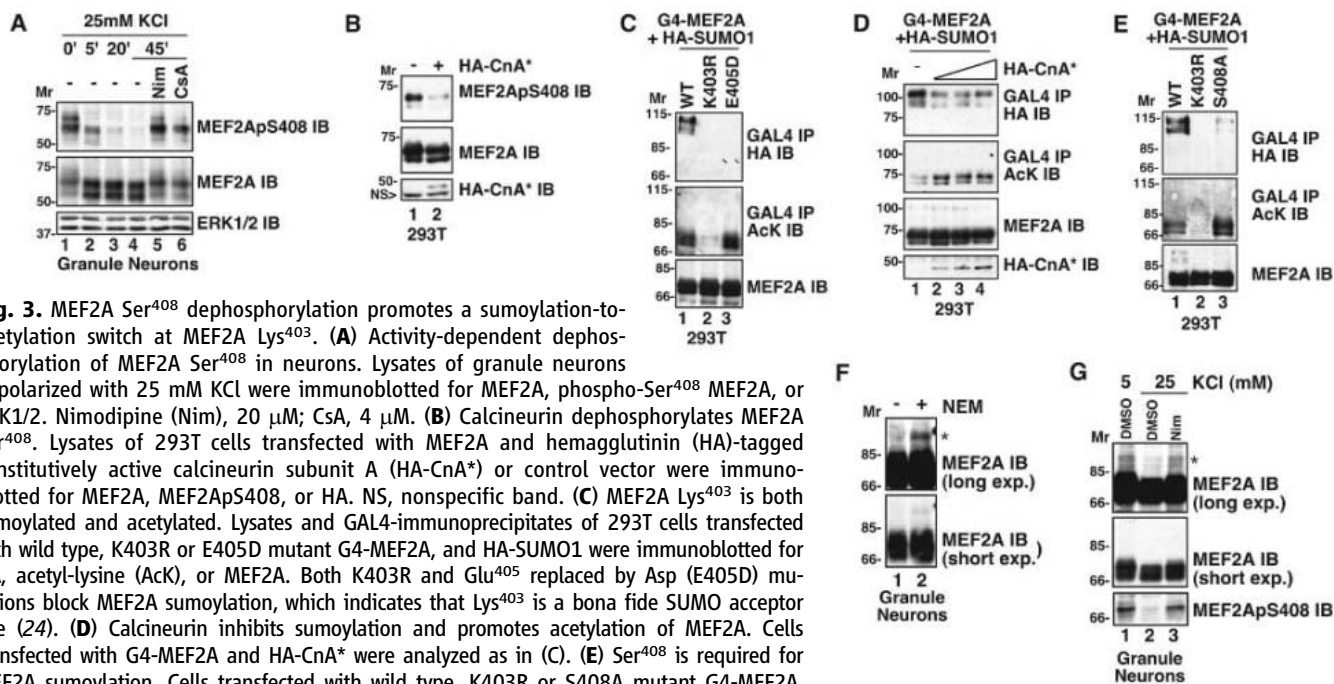 A
25mM KCl
0' 5' 20' 45'
Mr - - - - Nim CsA
75-
MEF2ApS408 IB
50-
75-
MEF2A IB
50-
ERK1/2 IB
37-
1 2 3 4 5 6
Granule Neurons
B
- + HA-CnA*
Mr
75-
MEF2ApS408 IB
75-
MEF2A IB
50-
NS> HA-CnA* IB
1 2
293T
C
G4-MEF2A
+ HA-SUMO1
Mr WT K403R E405D
115-
GAL4 IP
HA IB
85-
66-
115-
GAL4 IP
AcK IB
85-
66-
85-
MEF2A IB
66-
1 2 3
293T
D
G4-MEF2A
+HA-SUMO1
- HA-CnA*
Mr
100-
GAL4 IP
HA IB
75-
100-
GAL4 IP
AcK IB
75-
100-
MEF2A IB
75-
50-
HA-CnA* IB
1 2 3 4
293T
E
G4-MEF2A
+HA-SUMO1
Mr WT K403R S408A
115-
GAL4 IP
HA IB
85-
66-
115-
GAL4 IP
AcK IB
85-
66-
85-
MEF2A IB
66-
1 2 3
293T
g. 3. MEF2A Ser408 dephosphorylation promotes a sumoylation-to-
etylation switch at MEF2A Lys403. (A) Activity-dependent dephos-
orylation of MEF2A Ser408 in neurons. Lysates of granule neurons
polarized with 25 mM KCl were immunoblotted for MEF2A, phospho-Ser408 MEF2A, or
K1/2. Nimodipine (Nim), 20 μM; CsA, 4 μM. (B) Calcineurin dephosphorylates MEF2A
r408. Lysates of 293T cells transfected with MEF2A and hemagglutinin (HA)-tagged
nstitutively active calcineurin subunit A (HA-CnA*) or control vector were immuno-
otted for MEF2A, MEF2ApS408, or HA. NS, nonspecific band. (C) MEF2A Lys403 is both
moylated and acetylated. Lysates and GAL4-immunoprecipitates of 293T cells transfected
th wild type, K403R or E405D mutant G4-MEF2A, and HA-SUMO1 were immunoblotted for
A, acetyl-lysine (AcK), or MEF2A. Both K403R and Glu405 replaced by Asp (E405D) mu-
ions block MEF2A sumoylation, which indicates that Lys403 is a bona fide SUMO acceptor
e (24). (D) Calcineurin inhibits sumoylation and promotes acetylation of MEF2A. Cells
nsfected with G4-MEF2A and HA-CnA* were analyzed as in (C). (E) Ser408 is required for
EF2A sumoylation. Cells transfected with wild type, K403R or S408A mutant G4-MEF2A,
F
- + NEM
Mr
*
85-
MEF2A IB
(long exp.)
66-
85-
MEF2A IB
(short exp.)
66-
1 2
Granule
Neurons
G
5 25 KCl (mM)
Mr DMSO DMSO Nim
*
85-
MEF2A IB
(long exp.)
66-
85-
MEF2A IB
(short exp.)
66-
MEF2ApS408 IB
1 2 3
Granule
Neurons